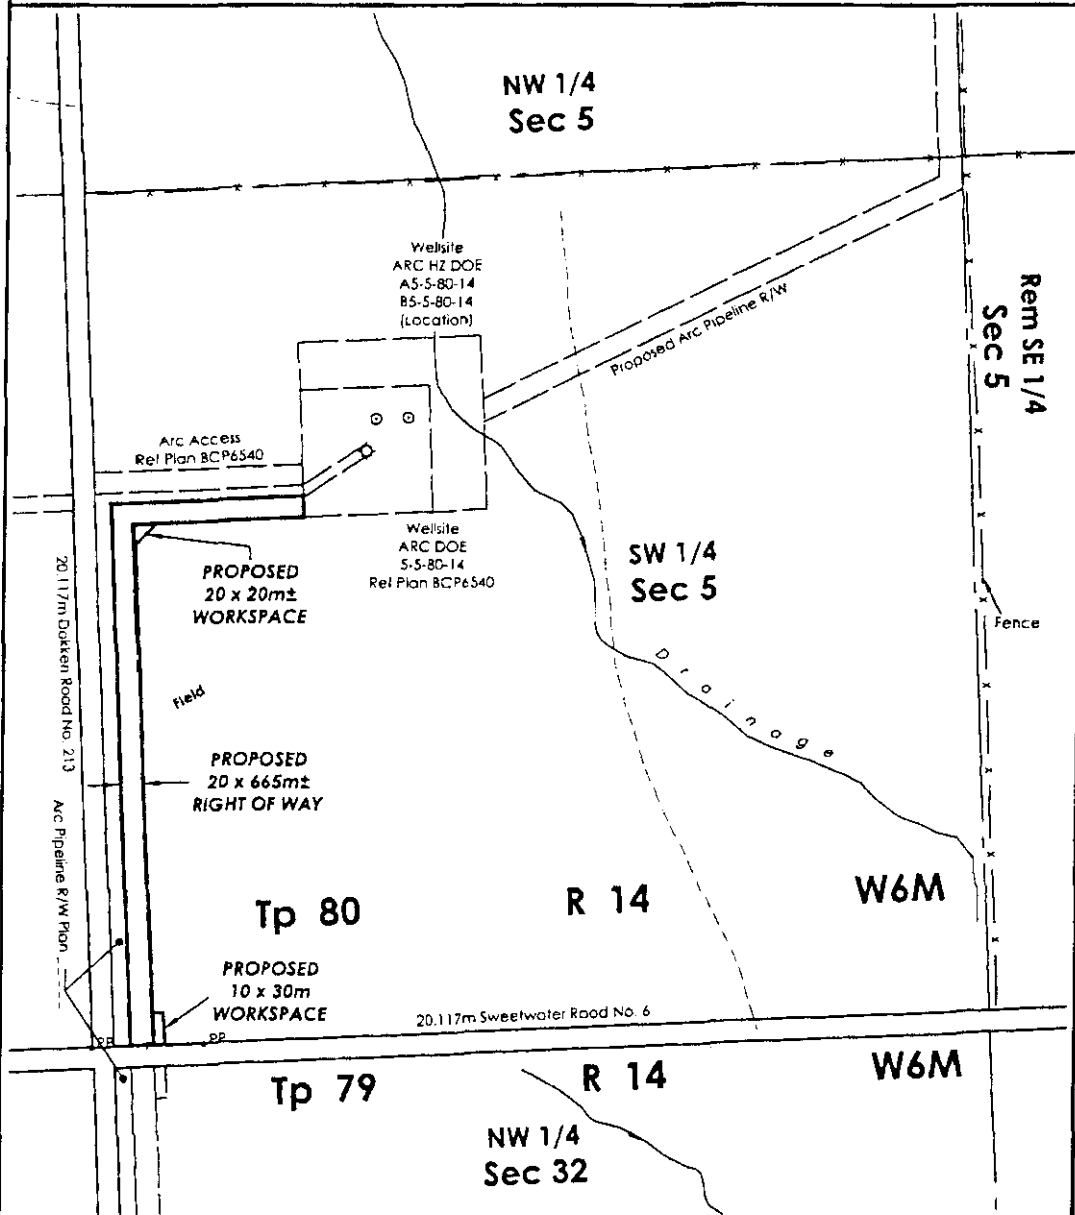 NW 1/4
Sec 5
Wellsite
ARC HZ DOE
A5-5-80-14
B5-5-80-14
(Location)
Rem SE 1/4
Sec 5
Proposed Arc Pipeline R/W
Arc Access
Ref Plan BCP6540
Wellsite
ARC DOE
5-5-80-14
Ref Plan BCP6540
SW 1/4
Sec 5
PROPOSED
20 x 20m±
WORKSPACE
20.117m Dokken Road No. 213
Fence
Field
Drainage
PROPOSED
20 x 665m±
RIGHT OF WAY
Arc Pipeline R/W Plan
Tp 80
R 14
W6M
PROPOSED
10 x 30m
WORKSPACE
20.117m Sweetwater Road No. 6
PP
PP
Tp 79
R 14
W6M
NW 1/4
Sec 32